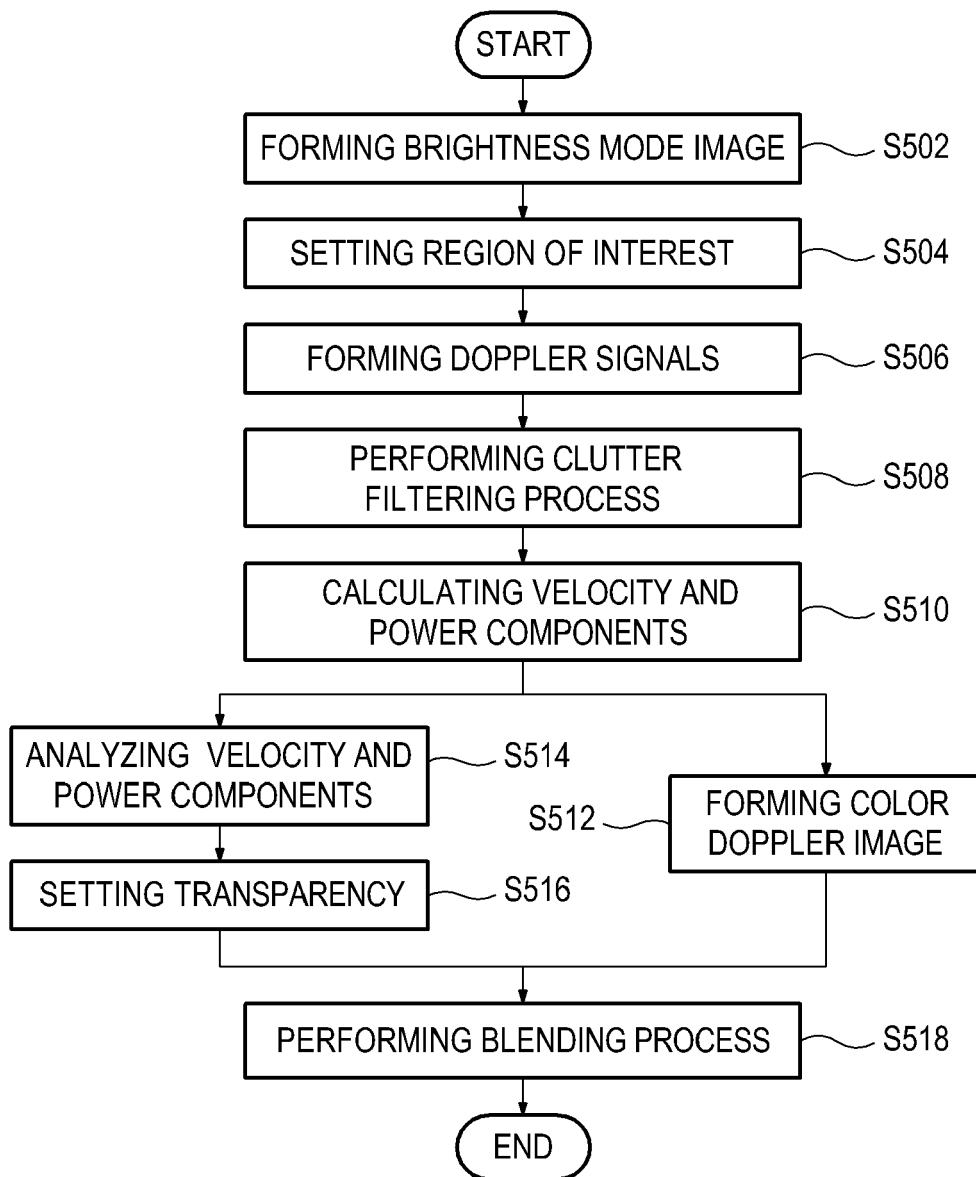 START
FORMING BRIGHTNESS MODE IMAGE
S502
SETTING REGION OF INTEREST
S504
FORMING DOPPLER SIGNALS
S506
PERFORMING CLUTTER
FILTERING PROCESS
S508
CALCULATING VELOCITY AND
POWER COMPONENTS
S510
ANALYZING VELOCITY AND
POWER COMPONENTS
S514
S512
FORMING COLOR
DOPPLER IMAGE
SETTING TRANSPARENCY
S516
PERFORMING BLENDING PROCESS
S518
END